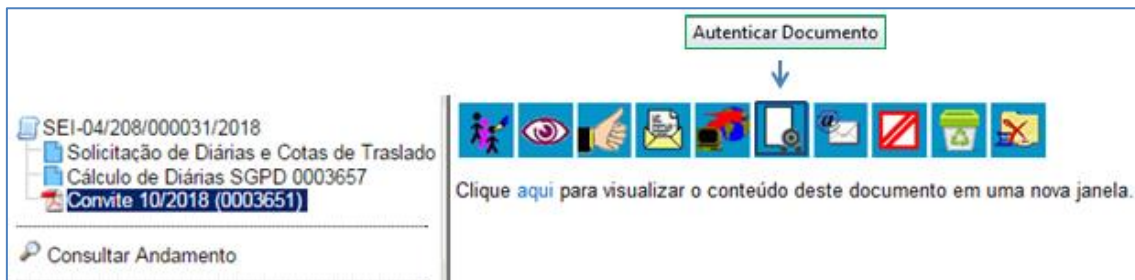 Autenticar Documento
SEI-04/208/000031/2018
Solicitação de Diárias e Cotas de Traslado
Cálculo de Diárias SGPD 0003657
Convite 10/2018 (0003651)
Consultar Andamento
Clique aqui para visualizar o conteúdo deste documento em uma nova janela.